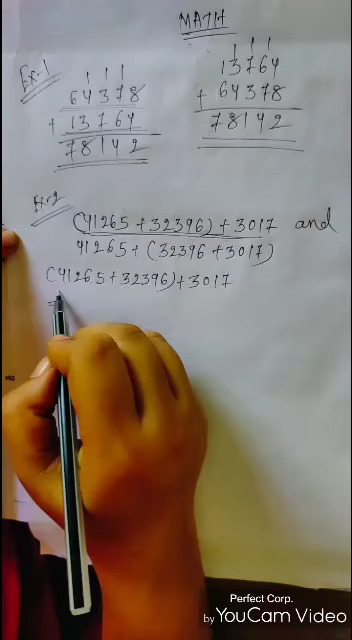 MATH
Ex-1
1 1 1
64378
+ 13764
78142
1 1 1
13764
+ 64378
78142
Ex-2
(41265 + 32396) + 3017 and
41265 + (32396 + 3017)
(41265 + 32396) + 3017
=
Perfect Corp.
by YouCam Video